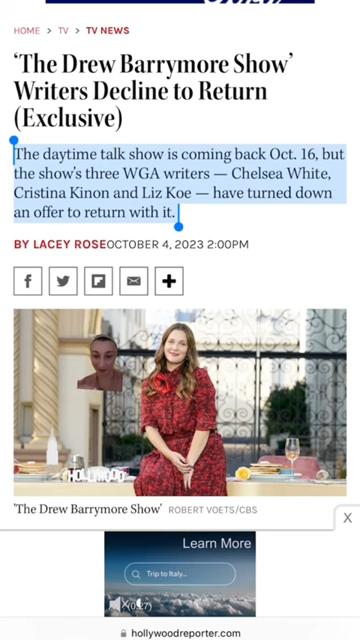 HOME > TV > TV NEWS
‘The Drew Barrymore Show’
Writers Decline to Return
(Exclusive)
The daytime talk show is coming back Oct. 16, but
the show's three WGA writers — Chelsea White,
Cristina Kinon and Liz Koe — have turned down
an offer to return with it.
BY LACEY ROSEOCTOBER 4, 2023 2:00PM
HOLLYWOOD
'The Drew Barrymore Show' ROBERT VOETS/CBS
X
Learn More
Trip to Italy...
hollywoodreporter.com